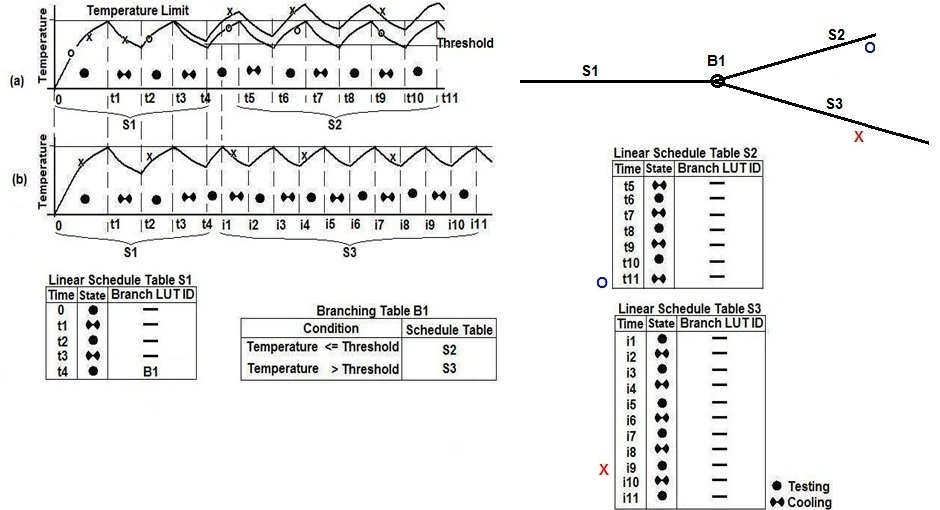 Temperature Limit
Temperature
x
x
x
x
x
x
o
o
o
o
o
Threshold
(a)
0 t1 t2 t3 t4 t5 t6 t7 t8 t9 t10 t11
S1 S2
Temperature
x
x
x
x
x
(b)
0 t1 t2 t3 t4 i1 i2 i3 i4 i5 i6 i7 i8 i9 i10 i11
S1 S3
Linear Schedule Table S1
Time State Branch LUT ID
0 —
t1 —
t2 —
t3 —
t4 B1
Branching Table B1
Condition Schedule Table
Temperature <= Threshold S2
Temperature > Threshold S3
S1 B1 S2
O
S3
X
Linear Schedule Table S2
Time State Branch LUT ID
t5 —
t6 —
t7 —
t8 —
t9 —
t10 —
O t11 —
Linear Schedule Table S3
Time State Branch LUT ID
i1 —
i2 —
i3 —
i4 —
i5 —
i6 —
i7 —
i8 —
X i9 —
i10 —
i11 —
Testing
Cooling